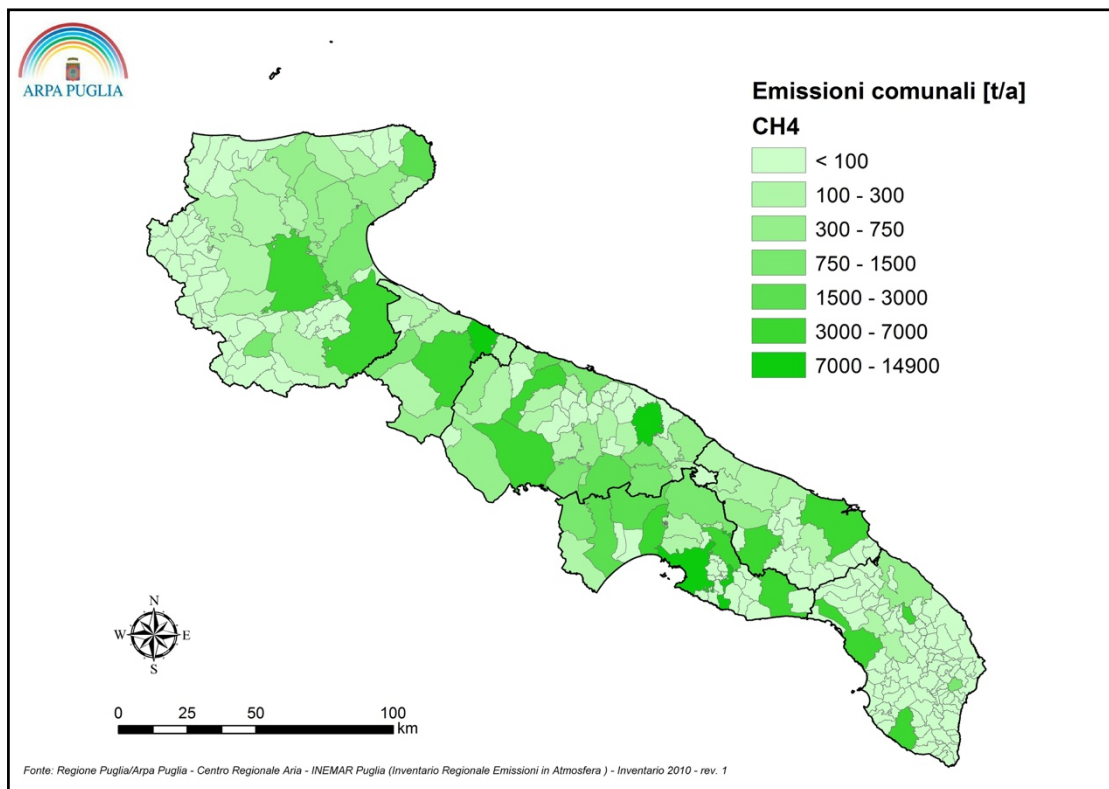 ARPA PUGLIA
Emissioni comunali [t/a]
CH4
< 100
100 - 300
300 - 750
750 - 1500
1500 - 3000
3000 - 7000
7000 - 14900
N
W E
S
0 25 50 100
km
Fonte: Regione Puglia/Arpa Puglia - Centro Regionale Aria - INEMAR Puglia (Inventario Regionale Emissioni in Atmosfera ) - Inventario 2010 - rev. 1